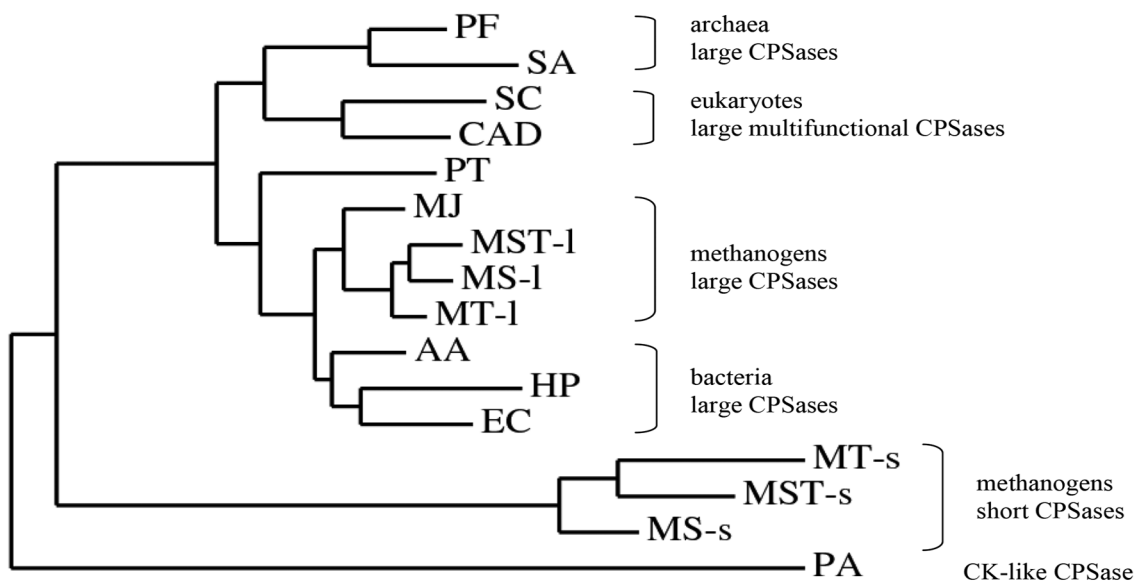 PF
SA
archaea
large CPSases
SC
CAD
eukaryotes
large multifunctional CPSases
PT
MJ
MST-l
MS-l
MT-l
methanogens
large CPSases
AA
HP
EC
bacteria
large CPSases
MT-s
MST-s
MS-s
methanogens
short CPSases
PA
CK-like CPSase